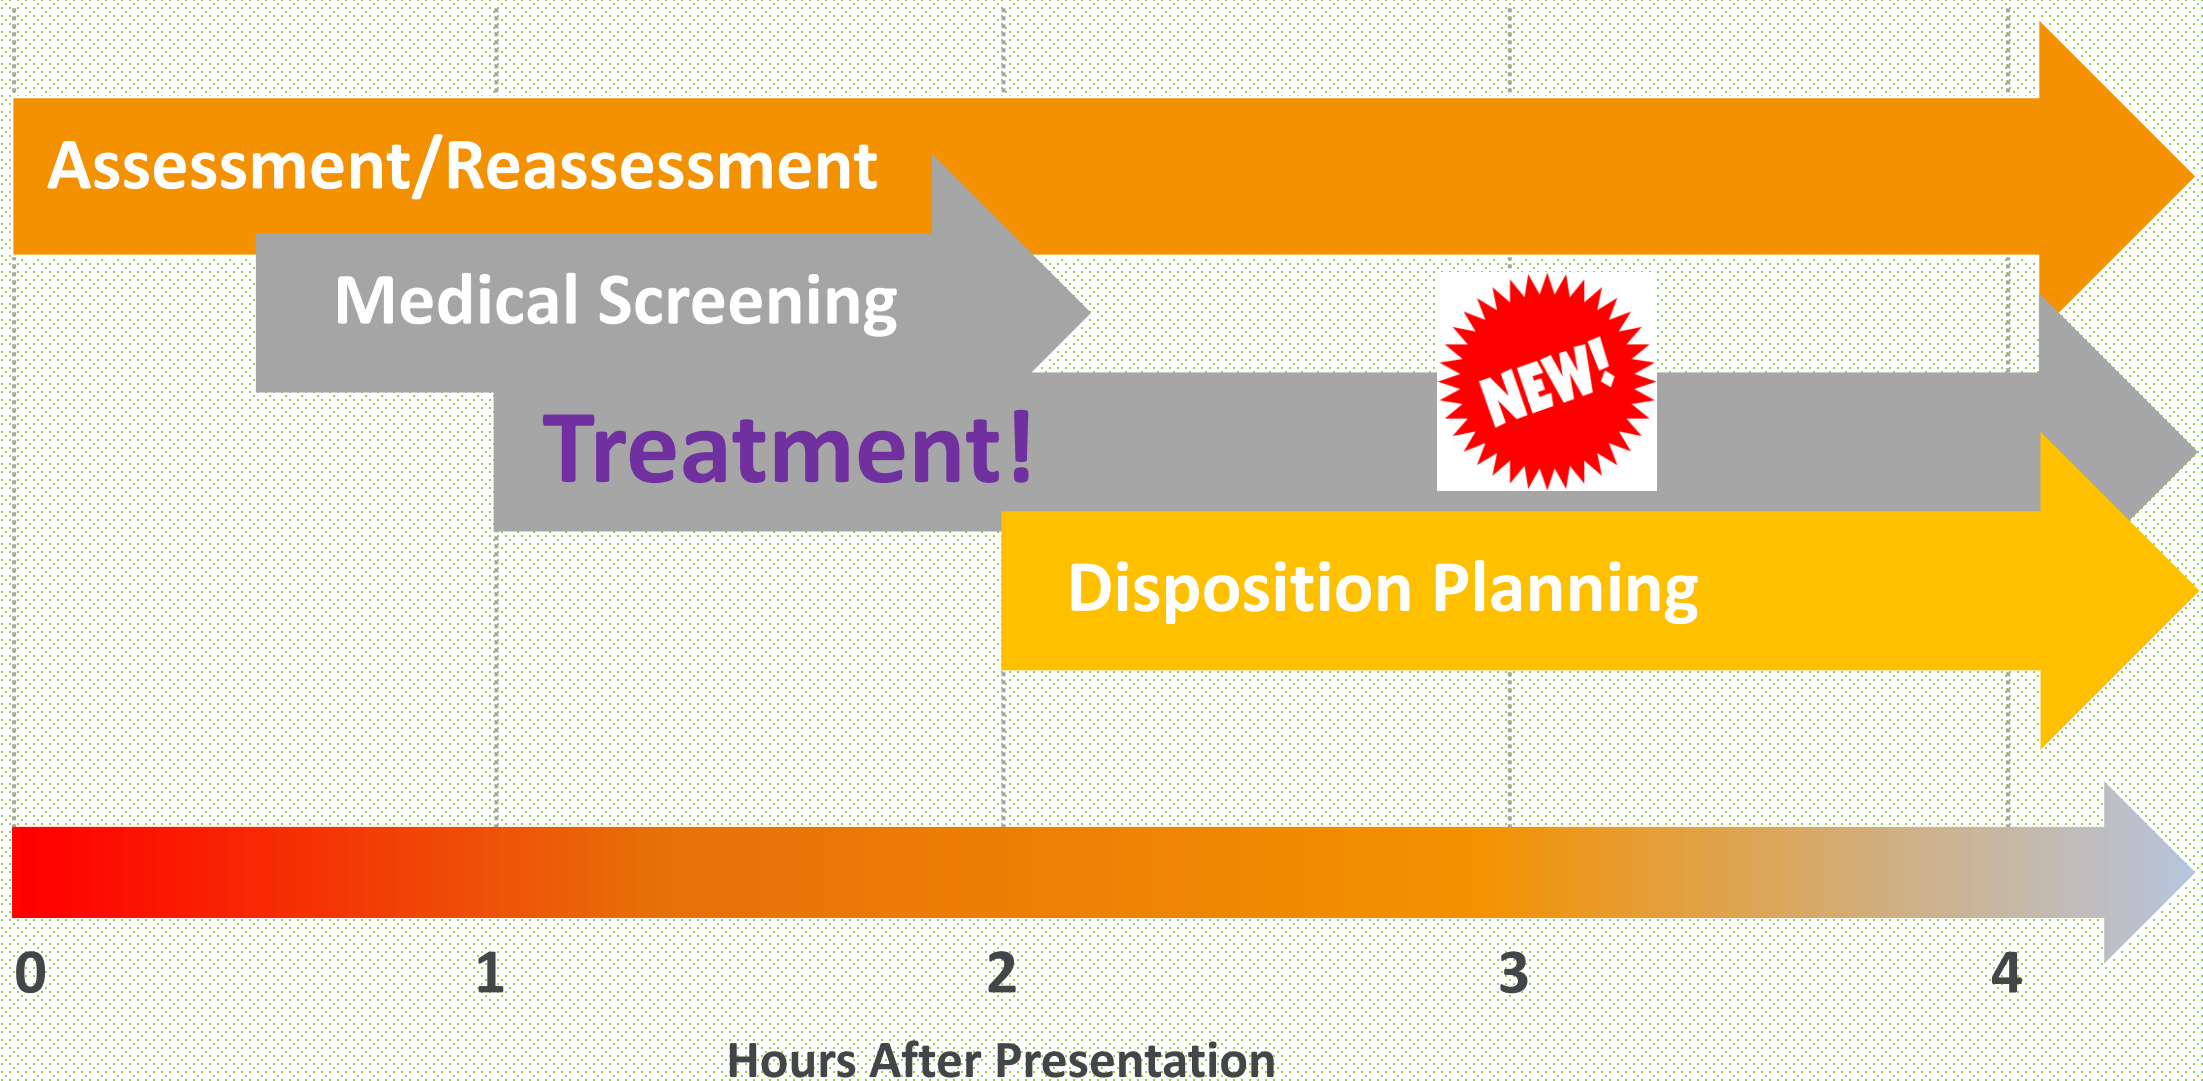 Assessment/Reassessment
Medical Screening
NEW!
Treatment!
Disposition Planning
0 1 2 3 4
Hours After Presentation